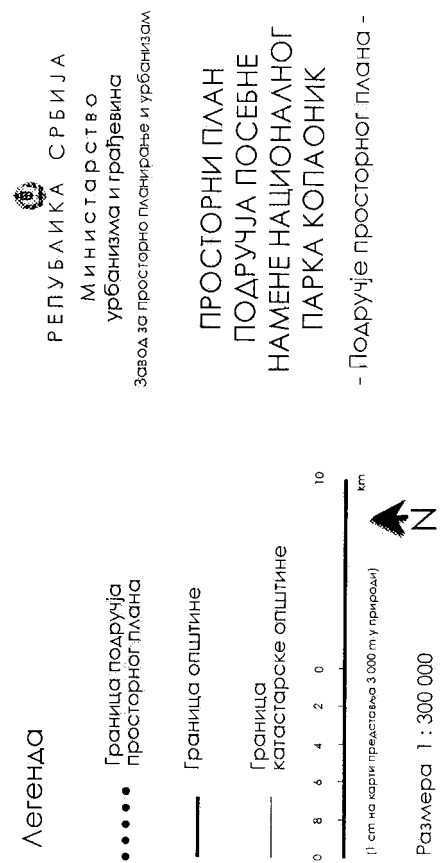 РЕПУБЛИКА СРБИЈА
Министарство
урбанизма и грађевина
Завод за просторно планирање и урбанизам
ПРОСТОРНИ ПЛАН
ПОДРУЧЈА ПОСЕБНЕ
НАМЕНЕ НАЦИОНАЛНОГ
ПАРКА КОПАОНИК
- Подручје просторног плана -
Легенда
Граница подручја
просторног плана
Граница општине
Граница
катастарске општине
0 8 6 4 2 0 10
km
(1 cm на карти представља 3 000 m у природи)
N
Размера 1 : 300 000